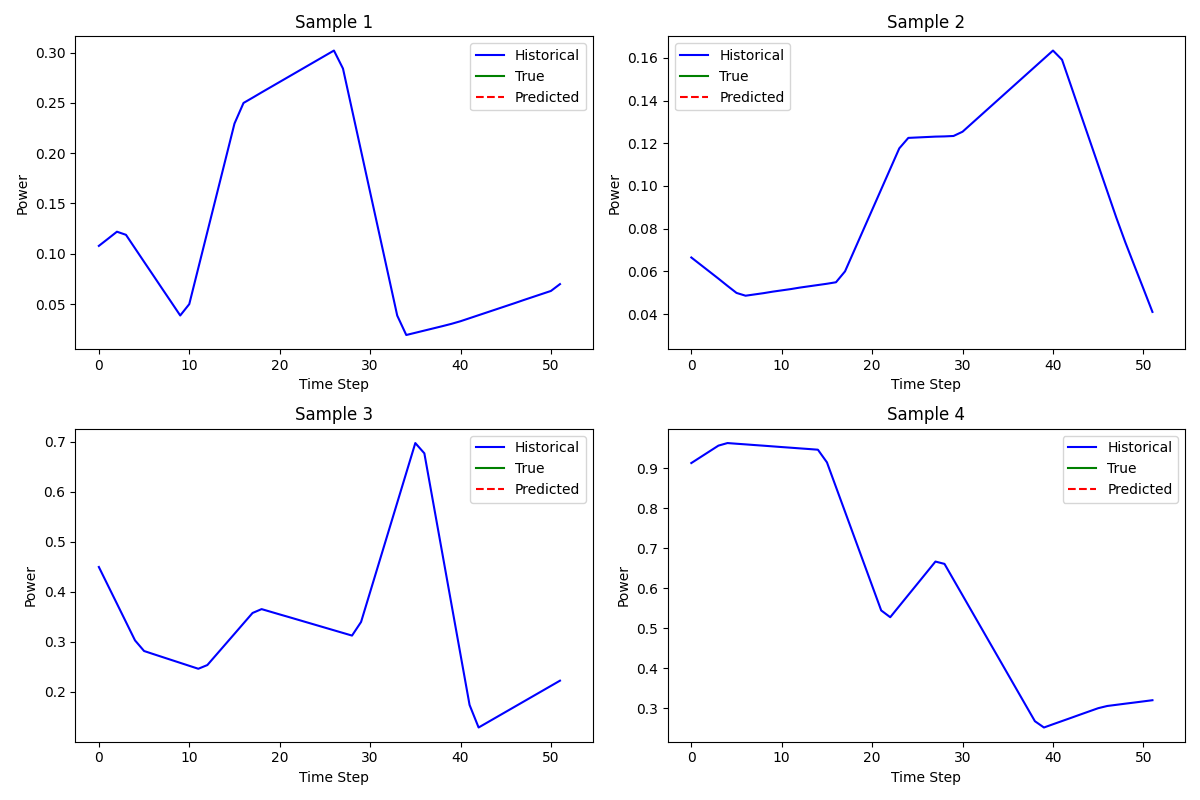 Sample 1
0.30
0.25
0.20
0.15
0.10
0.05
Power
Historical
True
Predicted
0 10 20 30 40 50
Time Step
Sample 2
0.16
0.14
0.12
0.10
0.08
0.06
0.04
Power
Historical
True
Predicted
0 10 20 30 40 50
Time Step
Sample 3
0.7
0.6
0.5
0.4
0.3
0.2
Power
Historical
True
Predicted
0 10 20 30 40 50
Time Step
Sample 4
0.9
0.8
0.7
0.6
0.5
0.4
0.3
Power
Historical
True
Predicted
0 10 20 30 40 50
Time Step